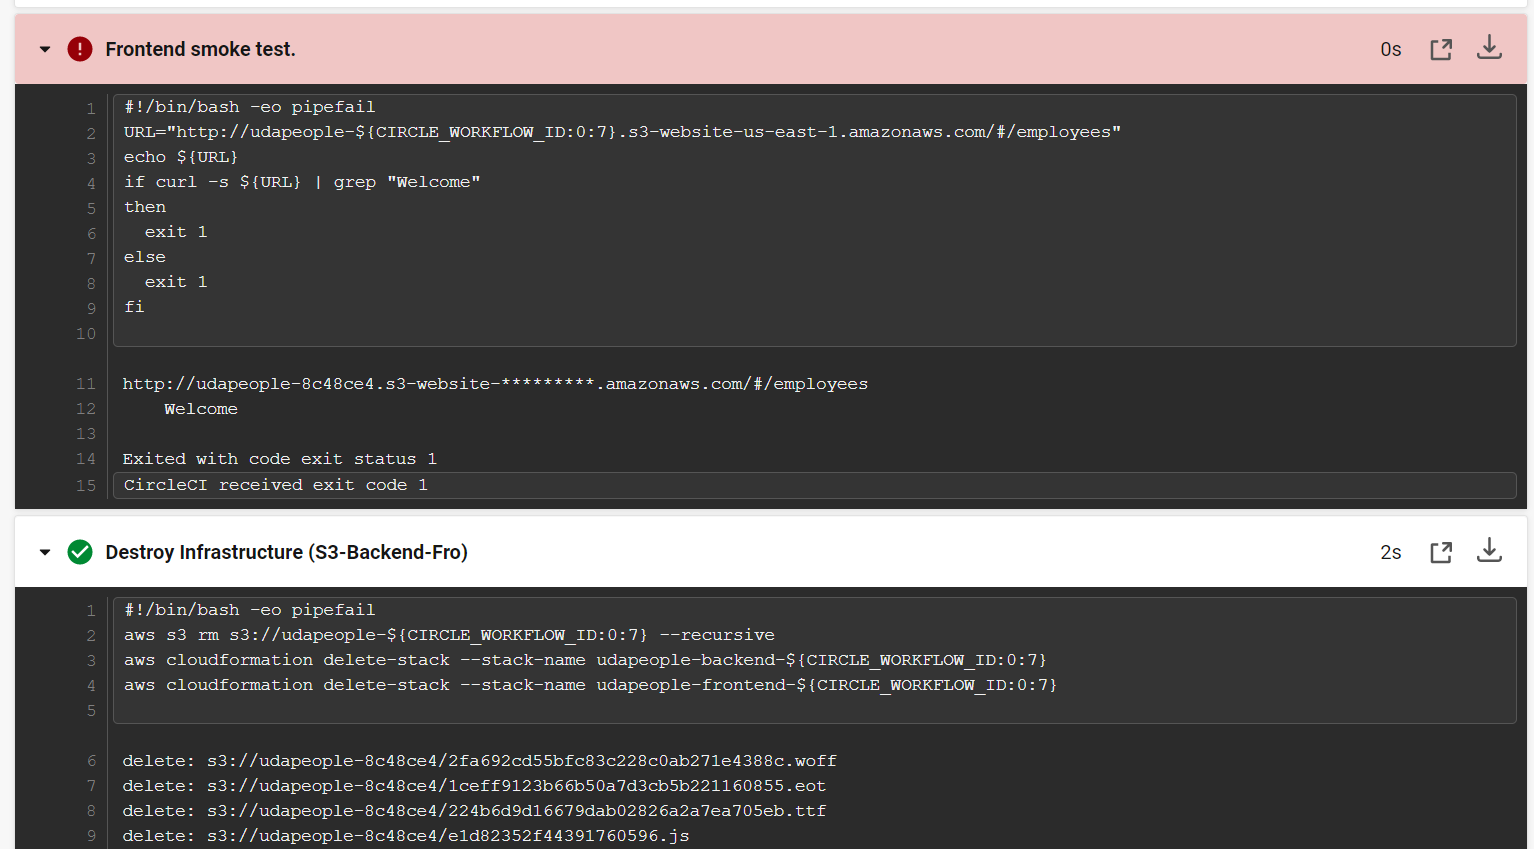 Frontend smoke test.
0s
1 #!/bin/bash -eo pipefail
2 URL="http://udapeople-${CIRCLE_WORKFLOW_ID:0:7}.s3-website-us-east-1.amazonaws.com/#/employees"
3 echo ${URL}
4 if curl -s ${URL} | grep "Welcome"
5 then
6   exit 1
7 else
8   exit 1
9 fi
10
11 http://udapeople-8c48ce4.s3-website-*********.amazonaws.com/#/employees
12     Welcome
13
14 Exited with code exit status 1
15 CircleCI received exit code 1
Destroy Infrastructure (S3-Backend-Fro)
2s
1 #!/bin/bash -eo pipefail
2 aws s3 rm s3://udapeople-${CIRCLE_WORKFLOW_ID:0:7} --recursive
3 aws cloudformation delete-stack --stack-name udapeople-backend-${CIRCLE_WORKFLOW_ID:0:7}
4 aws cloudformation delete-stack --stack-name udapeople-frontend-${CIRCLE_WORKFLOW_ID:0:7}
5
6 delete: s3://udapeople-8c48ce4/2fa692cd55bfc83c228c0ab271e4388c.woff
7 delete: s3://udapeople-8c48ce4/1ceff9123b66b50a7d3cb5b221160855.eot
8 delete: s3://udapeople-8c48ce4/224b6d9d16679dab02826a2a7ea705eb.ttf
9 delete: s3://udapeople-8c48ce4/e1d82352f44391760596.js